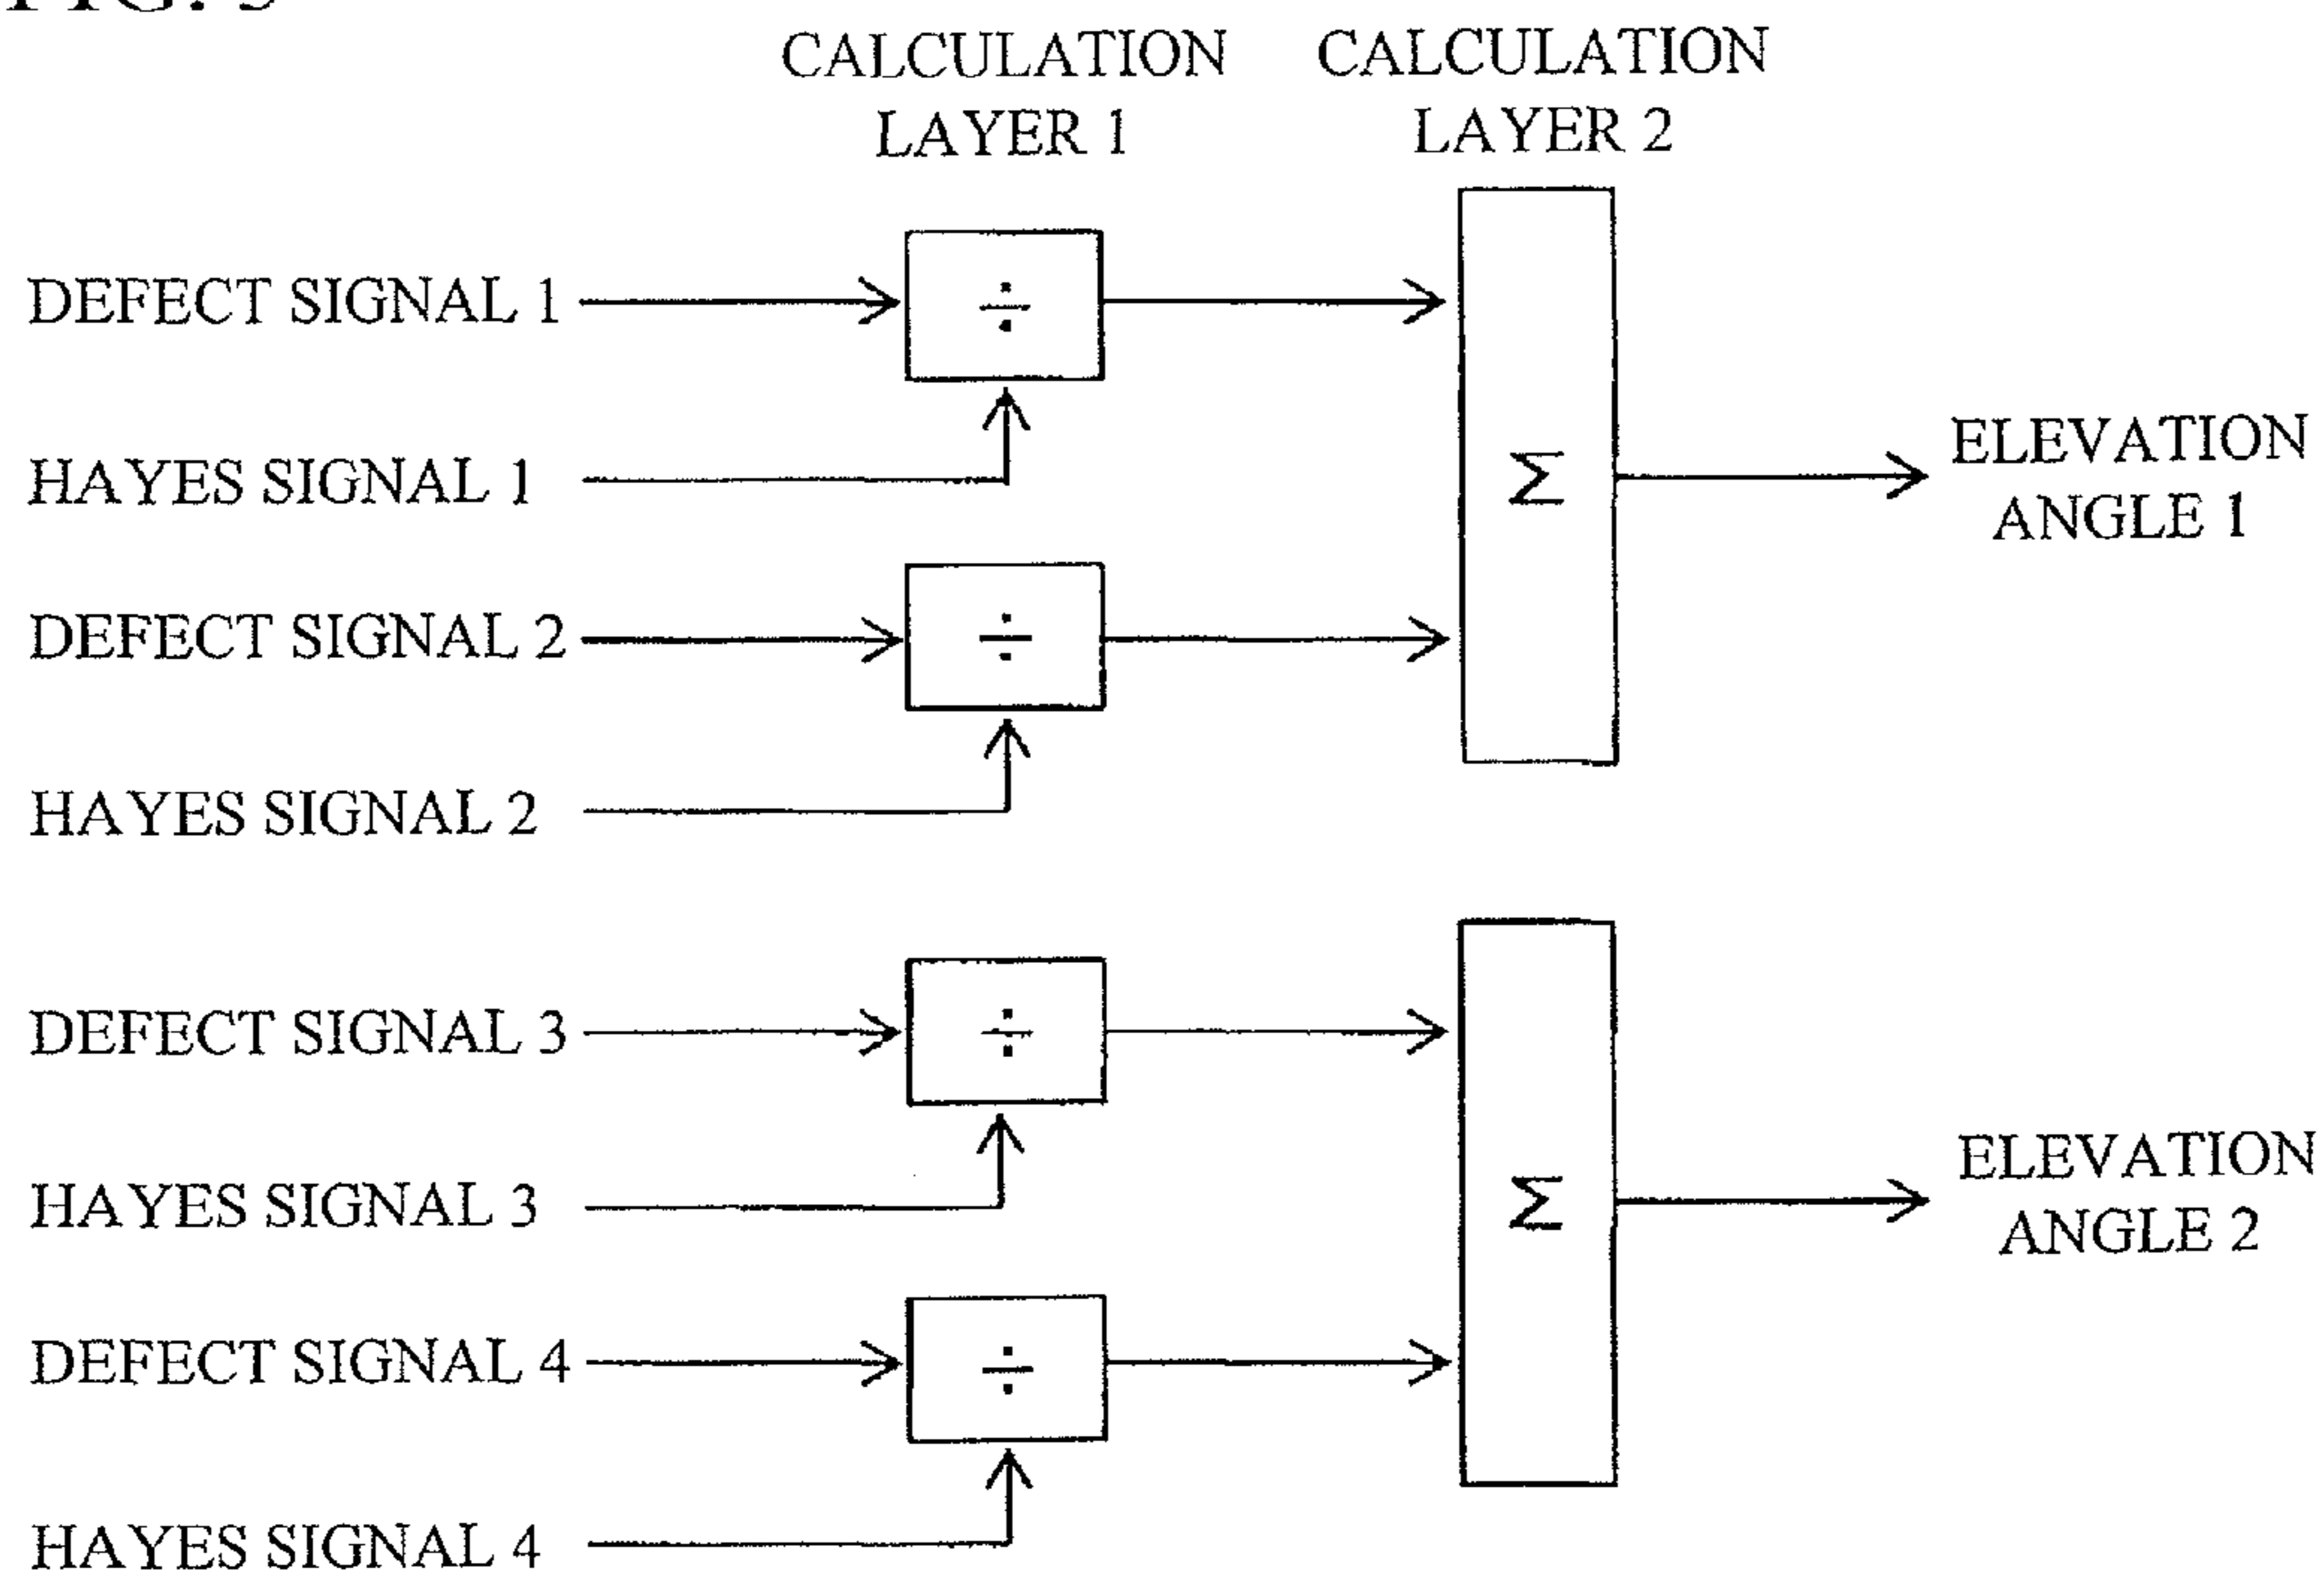 CALCULATION LAYER 1
CALCULATION LAYER 2
DEFECT SIGNAL 1
÷
HAYES SIGNAL 1
Σ
ELEVATION
ANGLE 1
DEFECT SIGNAL 2
÷
HAYES SIGNAL 2
DEFECT SIGNAL 3
÷
HAYES SIGNAL 3
Σ
ELEVATION
ANGLE 2
DEFECT SIGNAL 4
÷
HAYES SIGNAL 4